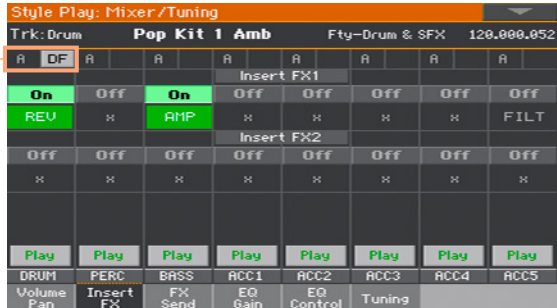 Style Play: Mixer/Tuning
Trk:Drum Pop Kit 1 Amb Fty-Drum & SFX 120.000.052
A DF A A A A A A A
Insert FX1
On Off On Off Off Off Off Off
REV × AMP × × × × FILT
Insert FX2
Off Off Off Off Off Off Off Off
× × × × × × × ×
Play Play Play Play Play Play Play Play
DRUM PERC BASS ACC1 ACC2 ACC3 ACC4 ACC5
Volume Pan Insert FX FX Send EQ Gain EQ Control Tuning